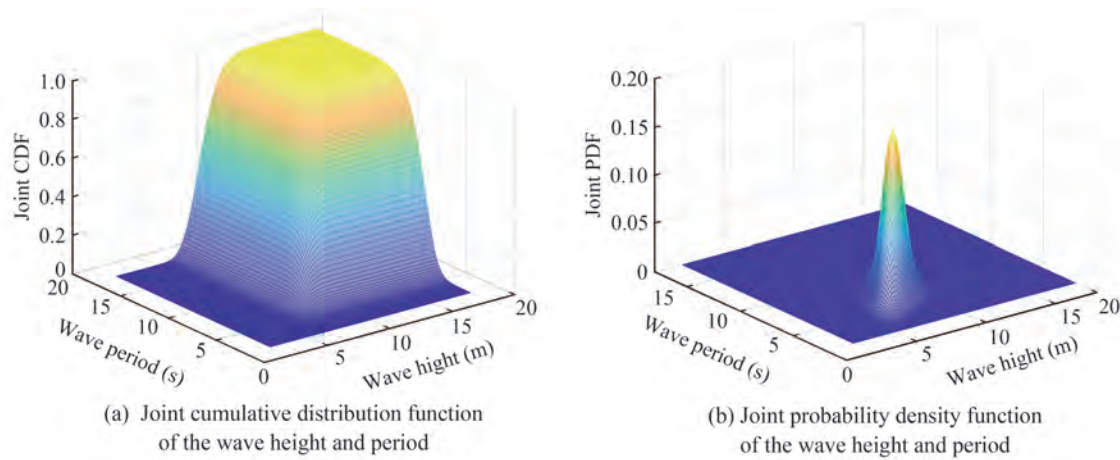 1.0
0.8
0.6
0.4
0.2
0
Joint CDF
20
15
10
5
0
Wave period (s)
5
10
15
20
Wave hight (m)
(a) Joint cumulative distribution function
of the wave height and period
0.20
0.15
0.10
0.05
0
Joint PDF
15
10
5
0
Wave period (s)
5
10
15
20
Wave hight (m)
(b) Joint probability density function
of the wave height and period